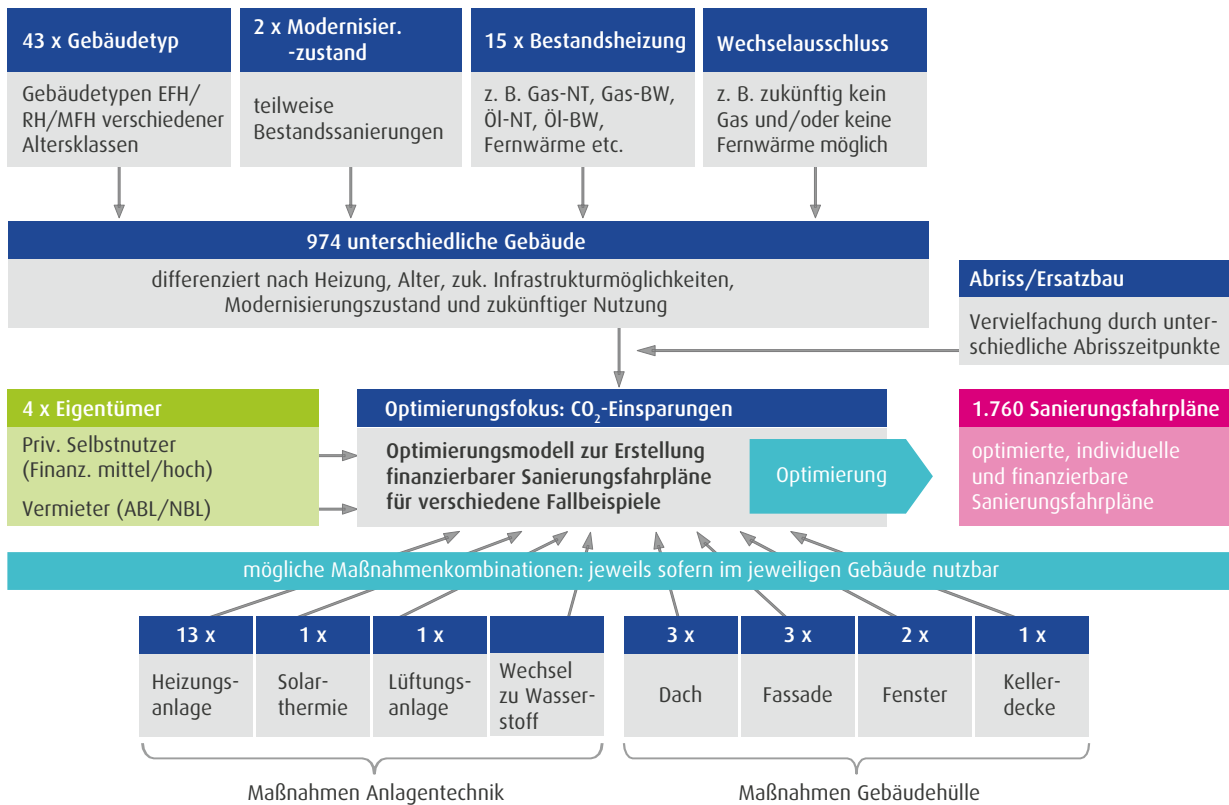 43 x Gebäudetyp
Gebäudetypen EFH/
RH/MFH verschiedener
Altersklassen
2 x Modernisier.
-zustand
teilweise
Bestandssanierungen
15 x Bestandsheizung
z. B. Gas-NT, Gas-BW,
Öl-NT, Öl-BW,
Fernwärme etc.
Wechselausschluss
z. B. zukünftig kein
Gas und/oder keine
Fernwärme möglich
974 unterschiedliche Gebäude
differenziert nach Heizung, Alter, zuk. Infrastrukturmöglichkeiten,
Modernisierungszustand und zukünftiger Nutzung
Abriss/Ersatzbau
Vervielfachung durch unter-
schiedliche Abrisszeitpunkte
4 x Eigentümer
Priv. Selbstnutzer
(Finanz. mittel/hoch)
Vermieter (ABL/NBL)
Optimierungsfokus: CO₂-Einsparungen
Optimierungsmodell zur Erstellung
finanzierbarer Sanierungsfahrpläne
für verschiedene Fallbeispiele
Optimierung
1.760 Sanierungsfahrpläne
optimierte, individuelle
und finanzierbare
Sanierungsfahrpläne
mögliche Maßnahmenkombinationen: jeweils sofern im jeweiligen Gebäude nutzbar
13 x
Heizungs-
anlage
1 x
Solar-
thermie
1 x
Lüftungs-
anlage
Wechsel
zu Wasser-
stoff
3 x
Dach
3 x
Fassade
2 x
Fenster
1 x
Keller-
decke
Maßnahmen Anlagentechnik
Maßnahmen Gebäudehülle